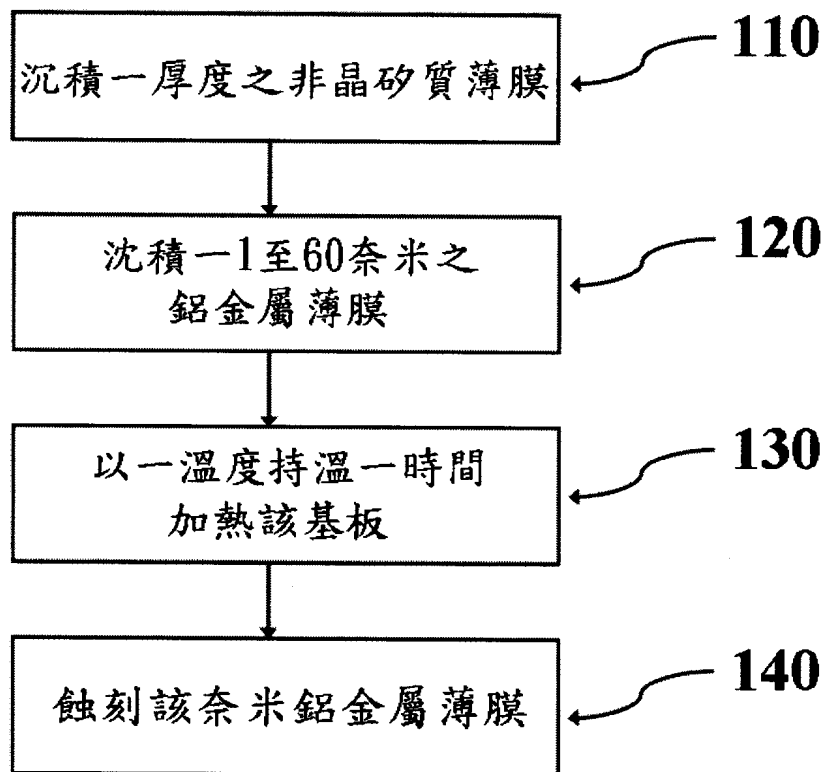 沉積一厚度之非晶矽質薄膜
110
沈積一1至60奈米之
鋁金屬薄膜
120
以一溫度持溫一時間
加熱該基板
130
蝕刻該奈米鋁金屬薄膜
140